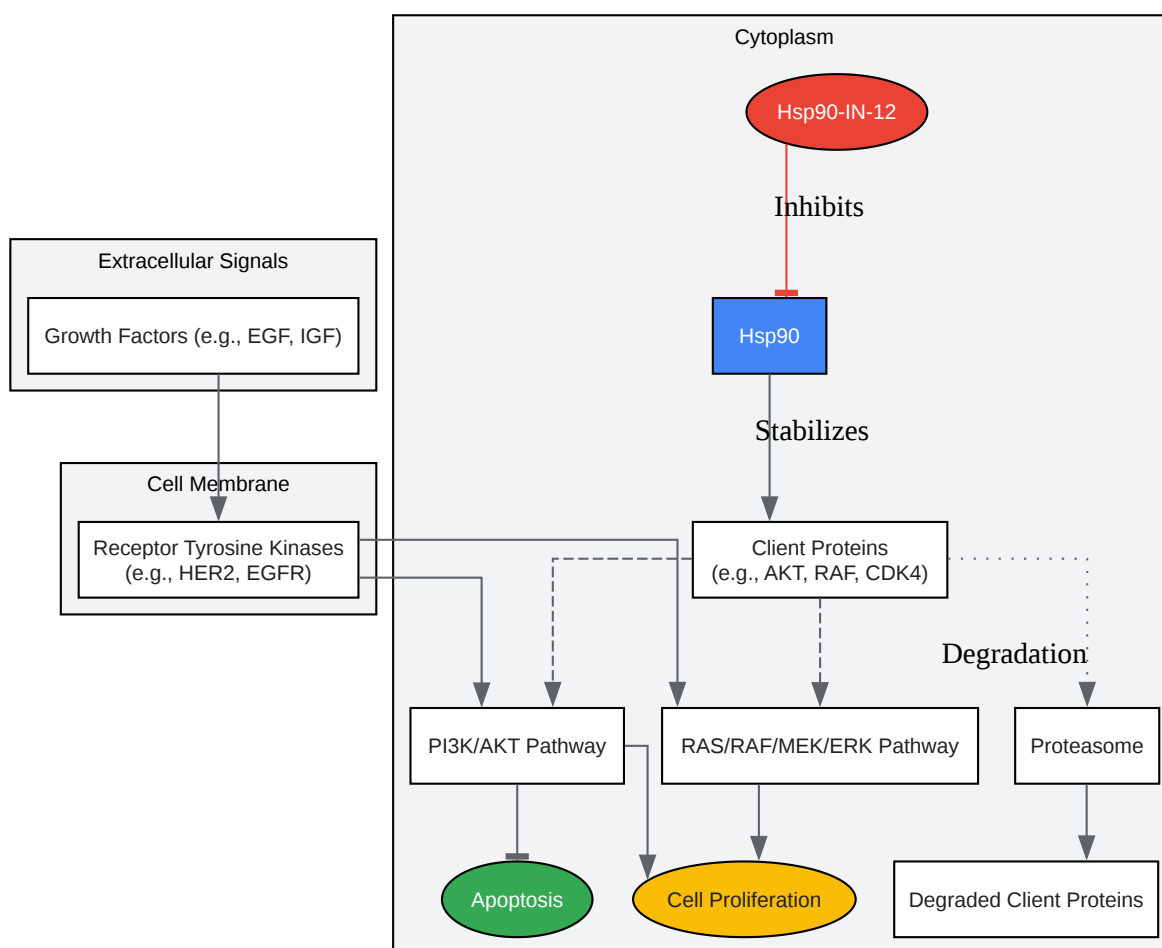 Cytoplasm
Hsp90-IN-12
Inhibits
Extracellular Signals
Growth Factors (e.g., EGF, IGF)
Hsp90
Stabilizes
Cell Membrane
Receptor Tyrosine Kinases
(e.g., HER2, EGFR)
Client Proteins
(e.g., AKT, RAF, CDK4)
Degradation
PI3K/AKT Pathway
RAS/RAF/MEK/ERK Pathway
Proteasome
Apoptosis
Cell Proliferation
Degraded Client Proteins